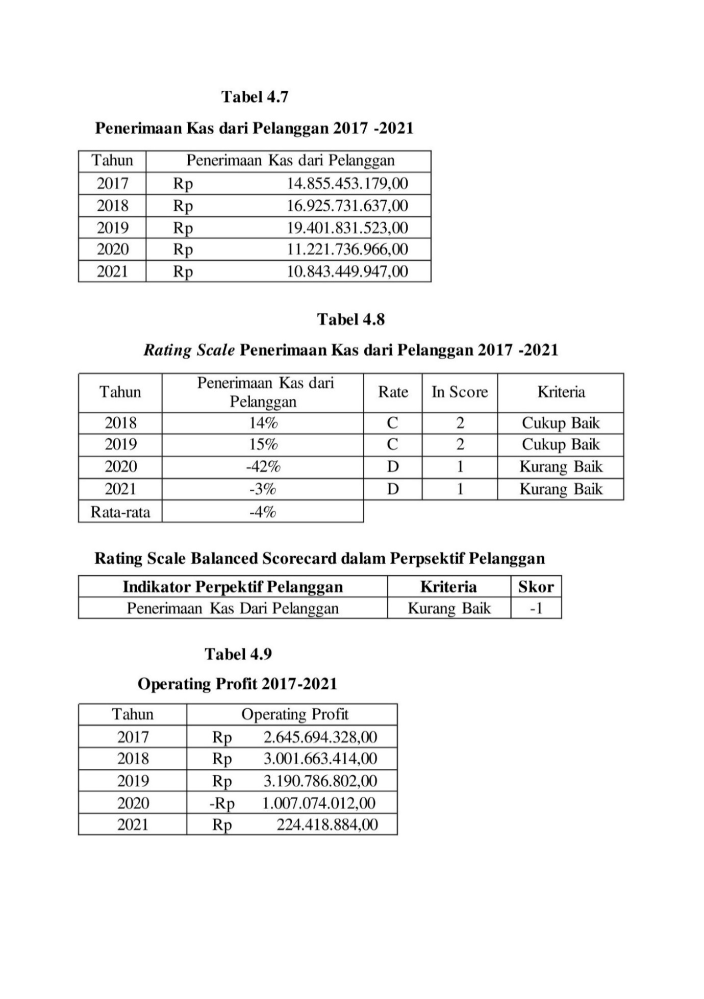 Tabel 4.7
Penerimaan Kas dari Pelanggan 2017 -2021
Tahun Penerimaan Kas dari Pelanggan
2017 Rp 14.855.453.179,00
2018 Rp 16.925.731.637,00
2019 Rp 19.401.831.523,00
2020 Rp 11.221.736.966,00
2021 Rp 10.843.449.947,00
Tabel 4.8
Rating Scale Penerimaan Kas dari Pelanggan 2017 -2021
Tahun Penerimaan Kas dari Pelanggan Rate In Score Kriteria
2018 14% C 2 Cukup Baik
2019 15% C 2 Cukup Baik
2020 -42% D 1 Kurang Baik
2021 -3% D 1 Kurang Baik
Rata-rata -4%
Rating Scale Balanced Scorecard dalam Perpsektif Pelanggan
Indikator Perpektif Pelanggan Kriteria Skor
Penerimaan Kas Dari Pelanggan Kurang Baik -1
Tabel 4.9
Operating Profit 2017-2021
Tahun Operating Profit
2017 Rp 2.645.694.328,00
2018 Rp 3.001.663.414,00
2019 Rp 3.190.786.802,00
2020 -Rp 1.007.074.012,00
2021 Rp 224.418.884,00